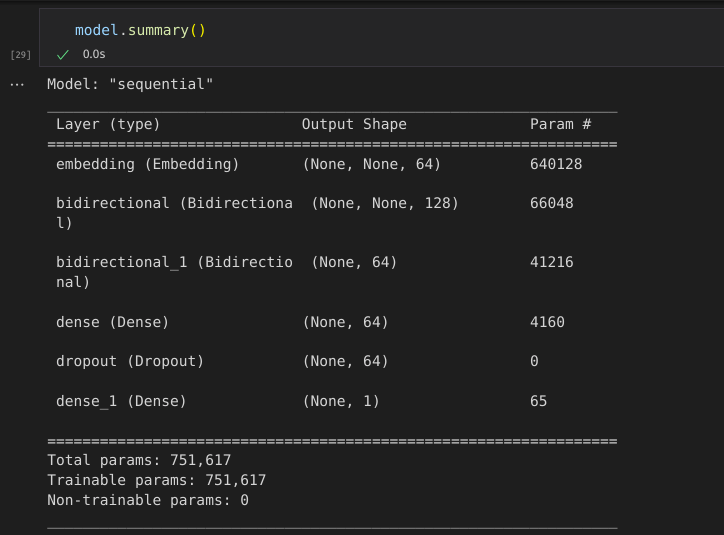 model.summary()
[29] ✓ 0.0s
... Model: "sequential"
Layer (type) Output Shape Param #
=================================================================
embedding (Embedding) (None, None, 64) 640128
bidirectional (Bidirectiona (None, None, 128) 66048
l)
bidirectional_1 (Bidirectio (None, 64) 41216
nal)
dense (Dense) (None, 64) 4160
dropout (Dropout) (None, 64) 0
dense_1 (Dense) (None, 1) 65
=================================================================
Total params: 751,617
Trainable params: 751,617
Non-trainable params: 0